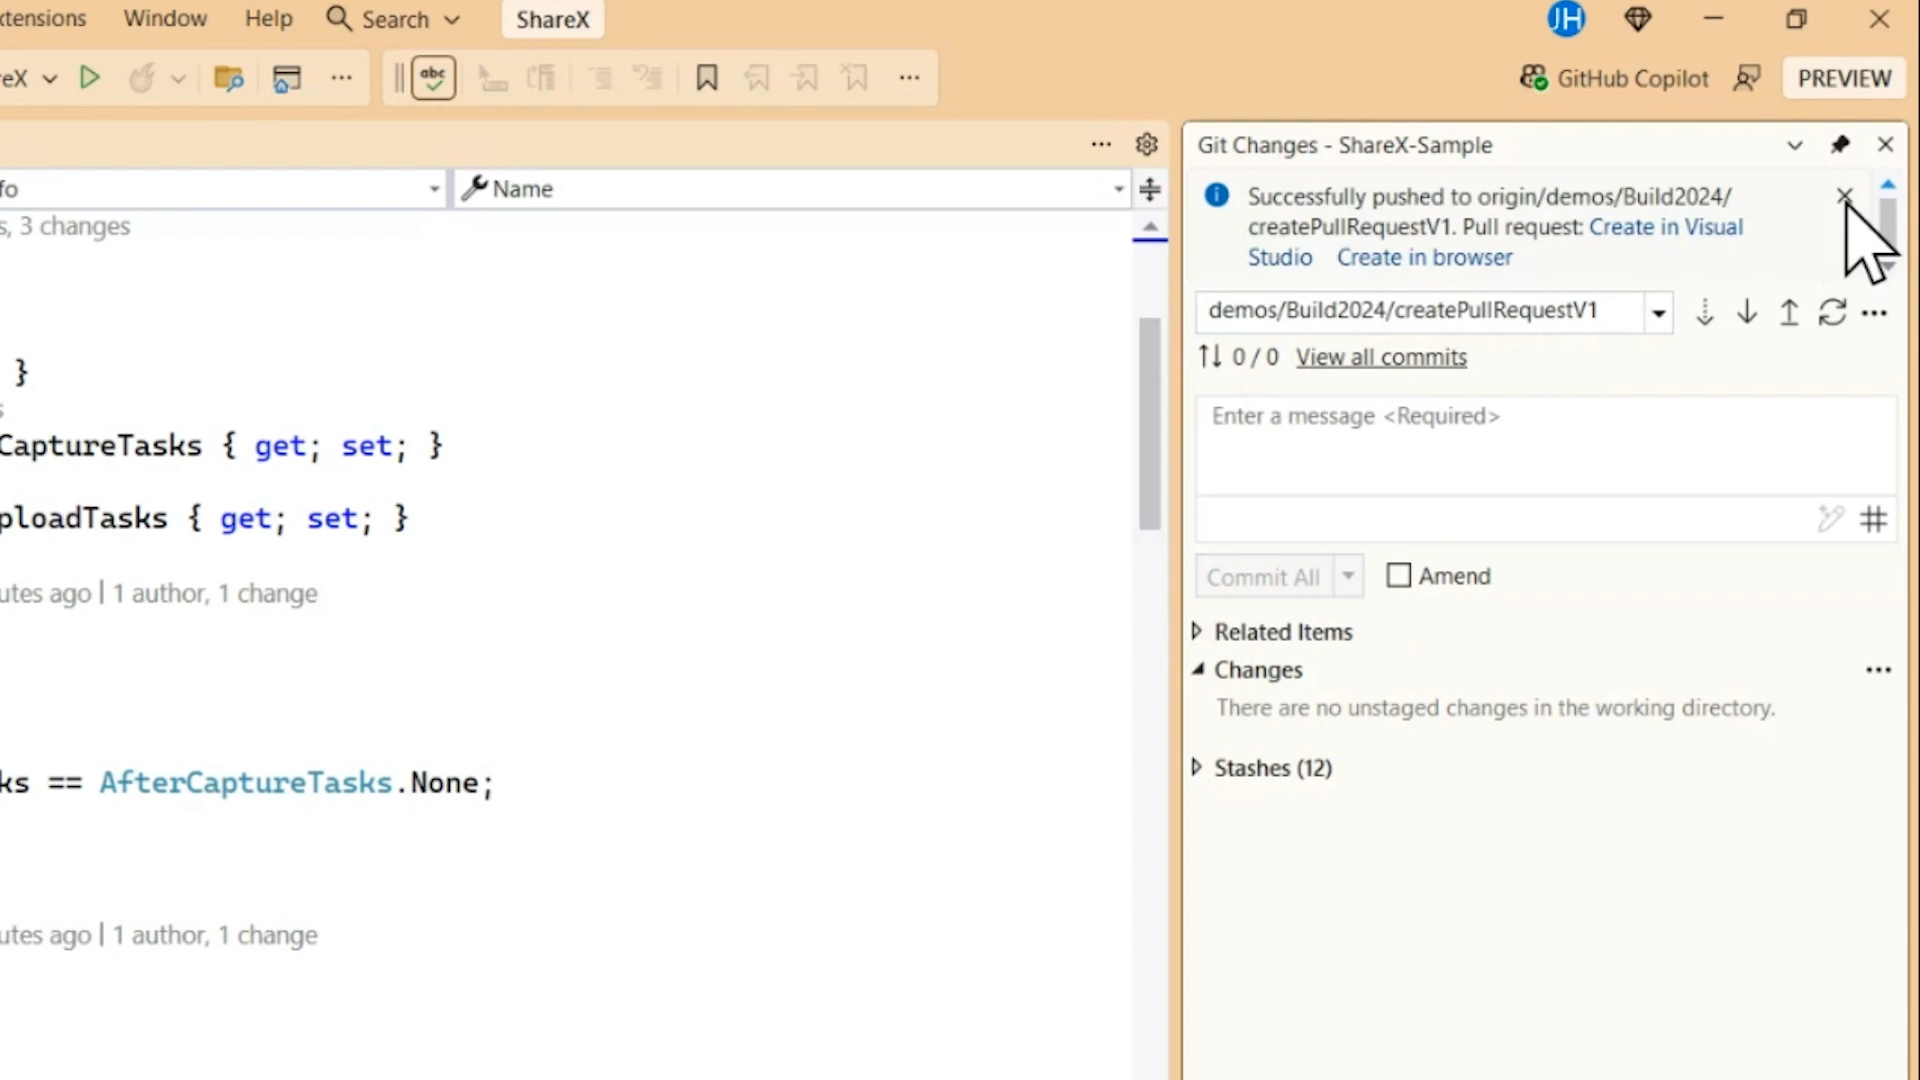 Window Help Search ShareX JH
GitHub Copilot PREVIEW
abc
Git Changes - ShareX-Sample
Name
Successfully pushed to origin/demos/Build2024/
createPullRequestV1. Pull request: Create in Visual
Studio Create in browser
, 3 changes
demos/Build2024/createPullRequestV1
0 / 0 View all commits
}
Enter a message <Required>
CaptureTasks { get; set; }
ploadTasks { get; set; }
Commit All Amend
utes ago | 1 author, 1 change
Related Items
Changes
There are no unstaged changes in the working directory.
Stashes (12)
ks == AfterCaptureTasks.None;
utes ago | 1 author, 1 change